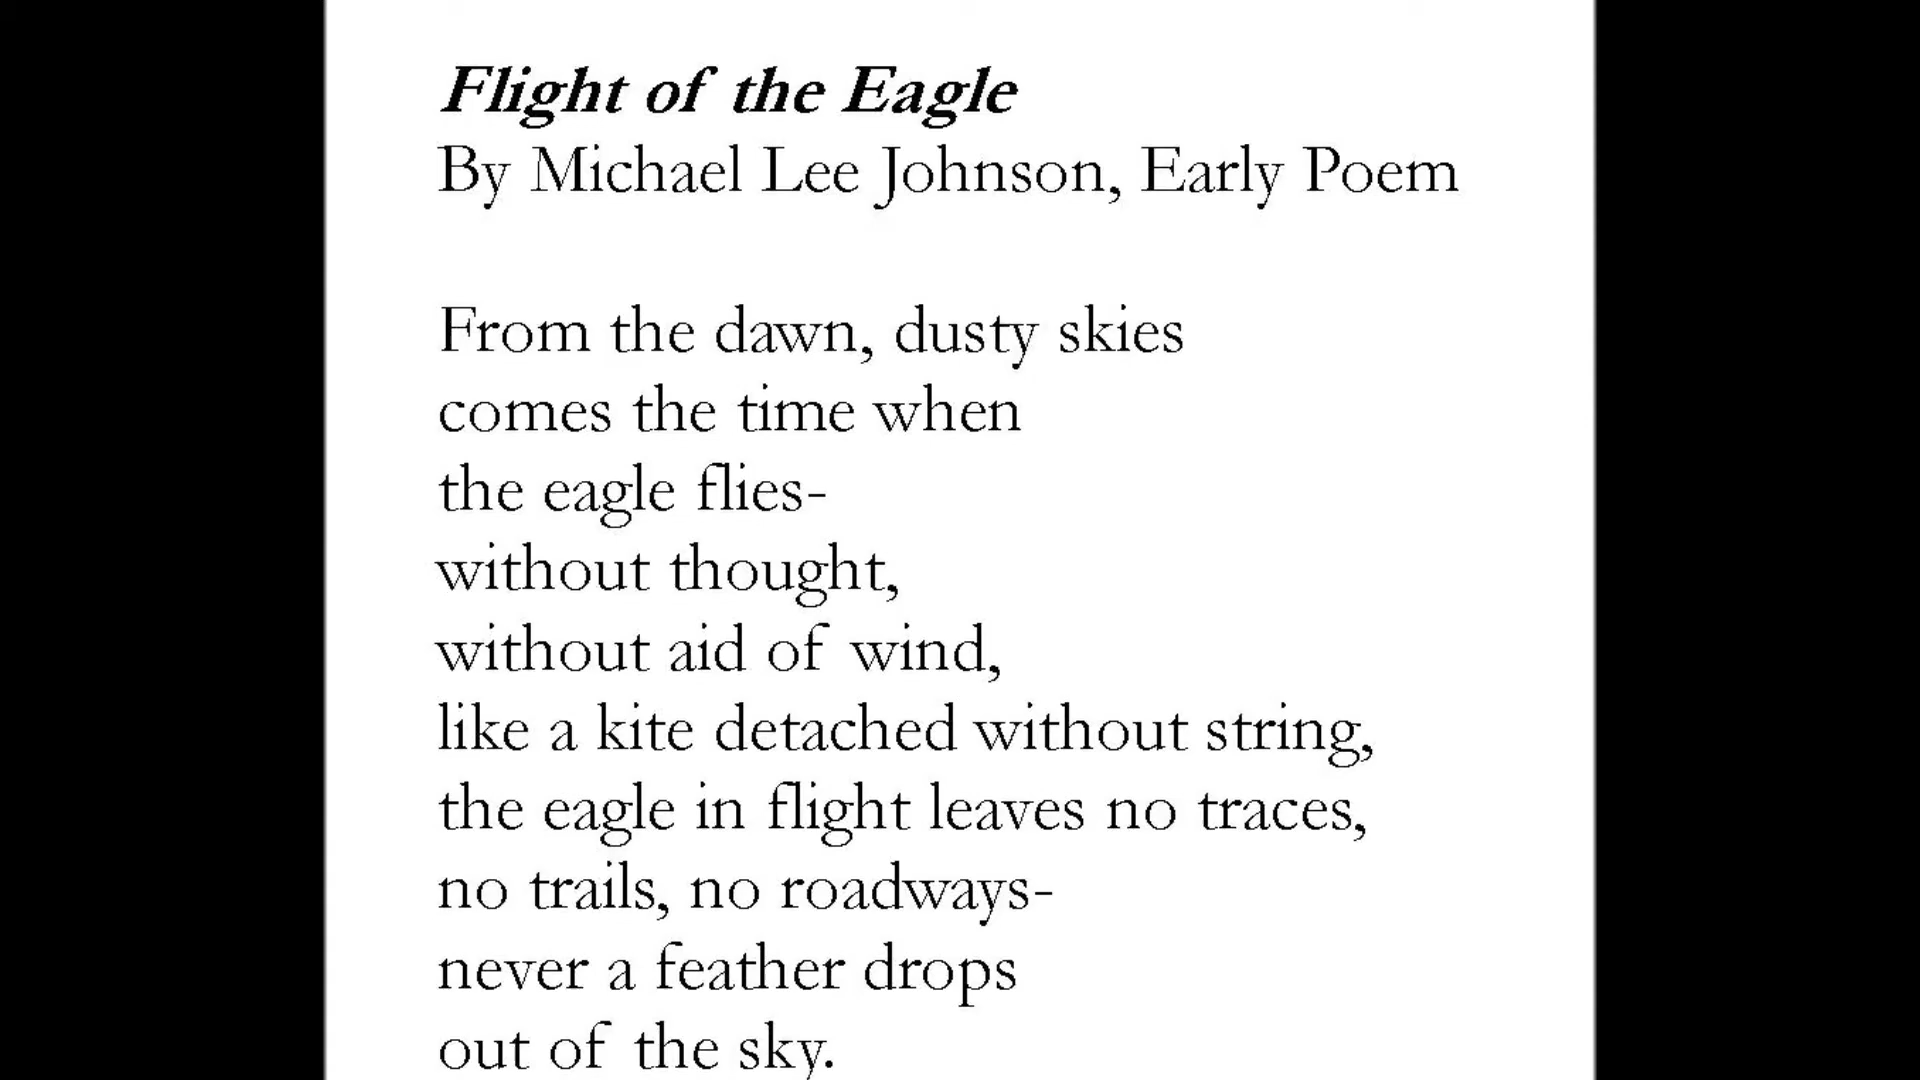 Flight of the Eagle
By Michael Lee Johnson, Early Poem
From the dawn, dusty skies
comes the time when
the eagle flies-
without thought,
without aid of wind,
like a kite detached without string,
the eagle in flight leaves no traces,
no trails, no roadways-
never a feather drops
out of the sky.